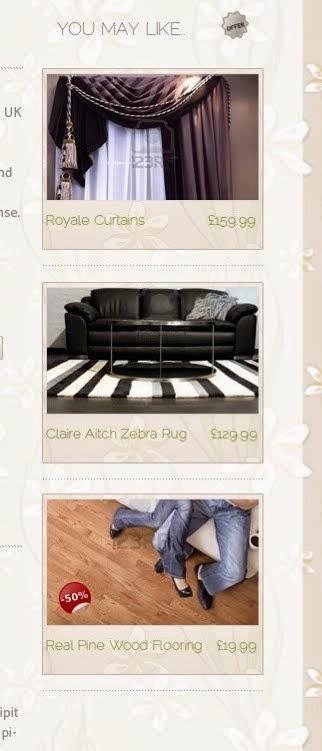 YOU MAY LIKE..
OFFER
UK
nd
nse.
Royale Curtains £159.99
Claire Aitch Zebra Rug £129.99
-50%
Real Pine Wood Flooring £19.99
ipit
pi-